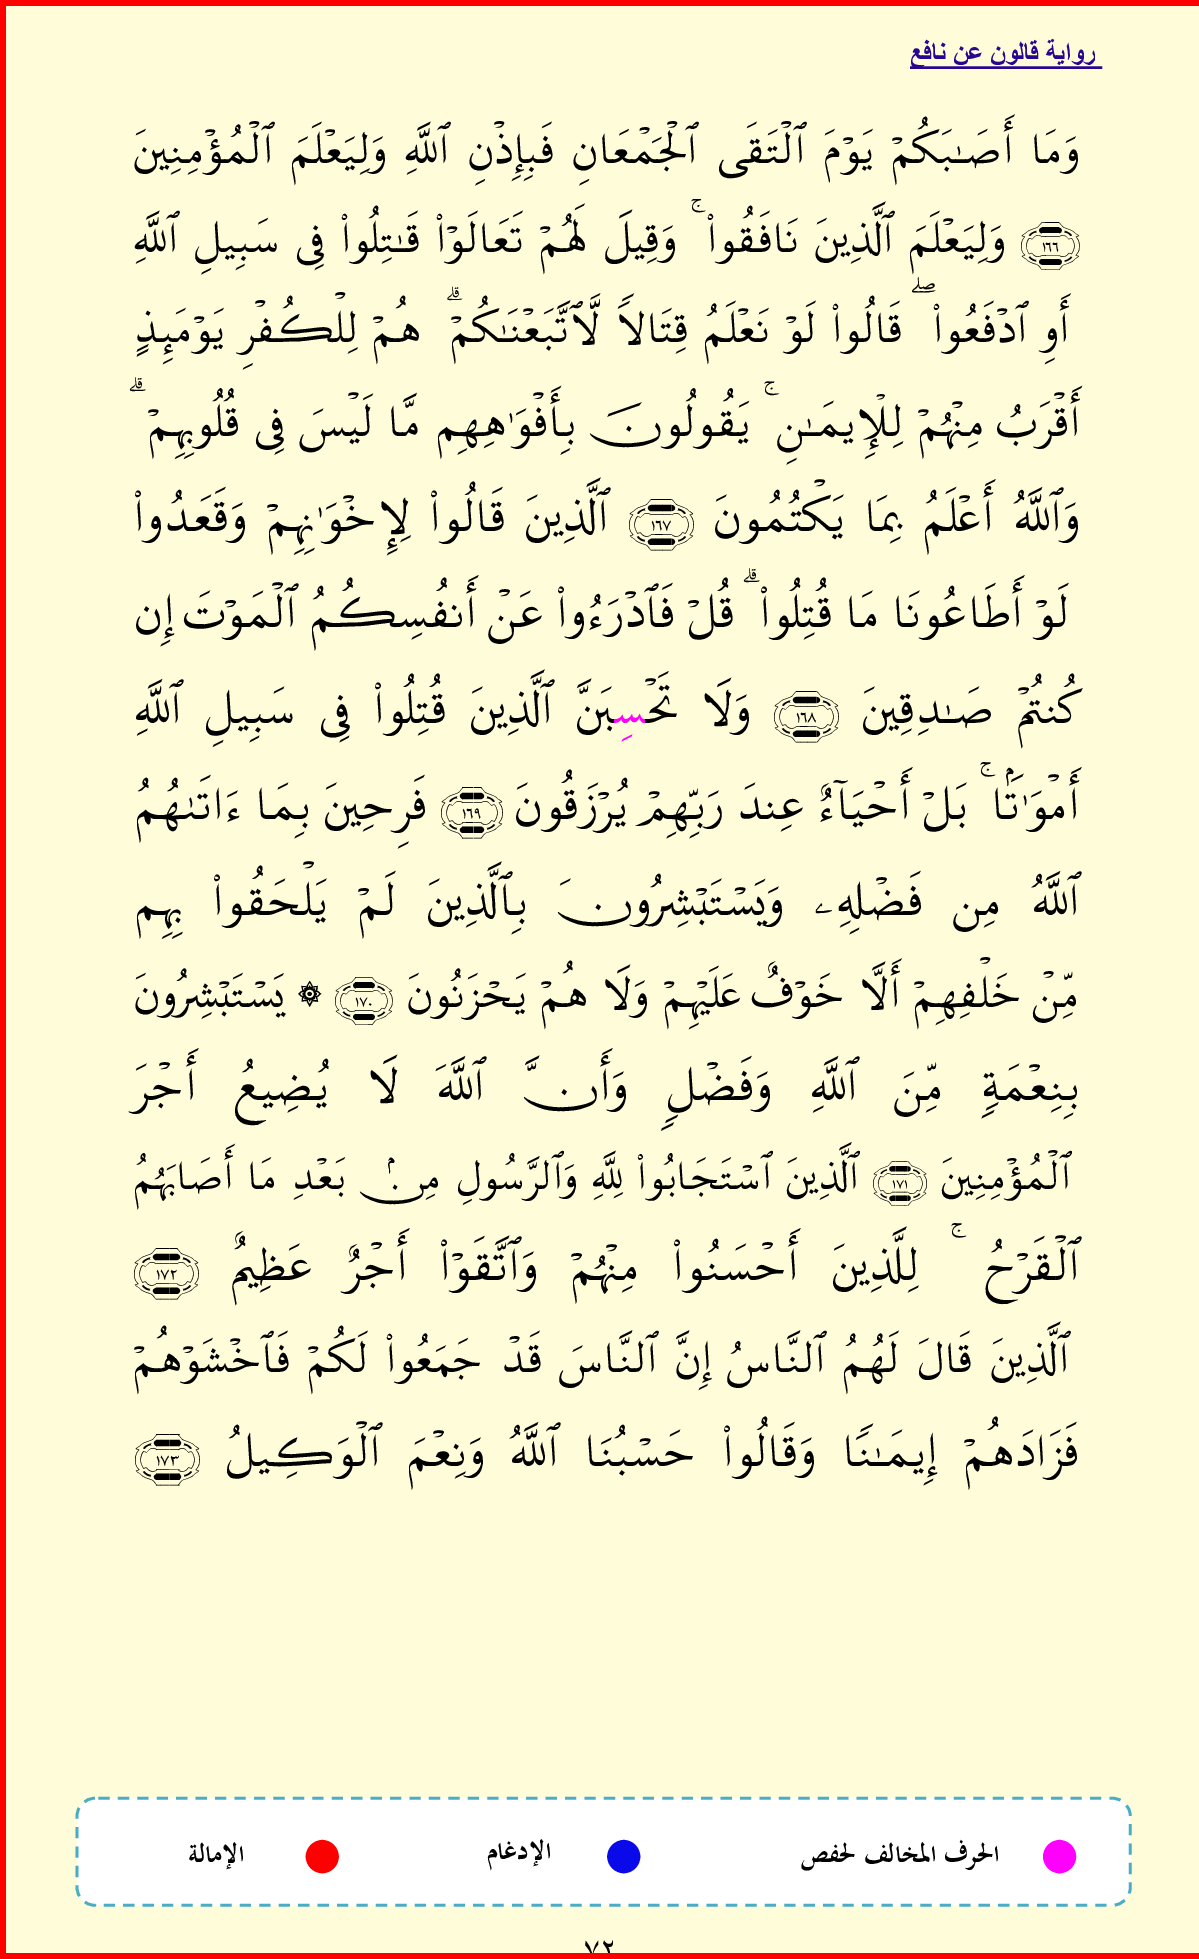 رواية قالون عن نافع
وَمَا أَصَـٰبَكُمْ يَوْمَ ٱلْتَقَى ٱلْجَمْعَانِ فَبِإِذْنِ ٱللَّهِ وَلِيَعْلَمَ ٱلْمُؤْمِنِينَ
١٦٦ وَلِيَعْلَمَ ٱلَّذِينَ نَافَقُواْ ۚ وَقِيلَ لَهُمْ تَعَالَوْاْ قَـٰتِلُواْ فِى سَبِيلِ ٱللَّهِ
أَوِ ٱدْفَعُواْ ۖ قَالُواْ لَوْ نَعْلَمُ قِتَالاً لَّٱتَّبَعْنَـٰكُمْ ۗ هُمْ لِلْكُفْرِ يَوْمَئِذٍ
أَقْرَبُ مِنْهُمْ لِلْإِيمَـٰنِ ۚ يَقُولُونَ بِأَفْوَٰهِهِم مَّا لَيْسَ فِى قُلُوبِهِمْ ۗ
وَٱللَّهُ أَعْلَمُ بِمَا يَكْتُمُونَ ١٦٧ ٱلَّذِينَ قَالُواْ لِإِخْوَٰنِهِمْ وَقَعَدُواْ
لَوْ أَطَاعُونَا مَا قُتِلُواْ ۗ قُلْ فَٱدْرَءُواْ عَنْ أَنفُسِكُمُ ٱلْمَوْتَ إِن
كُنتُمْ صَـٰدِقِينَ ١٦٨ وَلَا تَحْسِبَنَّ ٱلَّذِينَ قُتِلُواْ فِى سَبِيلِ ٱللَّهِ
أَمْوَٰتَۢا ۚ بَلْ أَحْيَآءٌ عِندَ رَبِّهِمْ يُرْزَقُونَ ١٦٩ فَرِحِينَ بِمَا ءَاتَىٰهُمُ
ٱللَّهُ مِن فَضْلِهِۦ وَيَسْتَبْشِرُونَ بِٱلَّذِينَ لَمْ يَلْحَقُواْ بِهِم
مِّنْ خَلْفِهِمْ أَلَّا خَوْفٌ عَلَيْهِمْ وَلَا هُمْ يَحْزَنُونَ ١٧٠ ۞ يَسْتَبْشِرُونَ
بِنِعْمَةٍ مِّنَ ٱللَّهِ وَفَضْلٍ وَأَنَّ ٱللَّهَ لَا يُضِيعُ أَجْرَ
ٱلْمُؤْمِنِينَ ١٧١ ٱلَّذِينَ ٱسْتَجَابُواْ لِلَّهِ وَٱلرَّسُولِ مِنۢ بَعْدِ مَا أَصَابَهُمُ
ٱلْقَرْحُ ۚ لِلَّذِينَ أَحْسَنُواْ مِنْهُمْ وَٱتَّقَوْاْ أَجْرٌ عَظِيمٌ ١٧٢
ٱلَّذِينَ قَالَ لَهُمُ ٱلنَّاسُ إِنَّ ٱلنَّاسَ قَدْ جَمَعُواْ لَكُمْ فَٱخْشَوْهُمْ
فَزَادَهُمْ إِيمَـٰنًا وَقَالُواْ حَسْبُنَا ٱللَّهُ وَنِعْمَ ٱلْوَكِيلُ ١٧٣
الحرف المخالف لحفص الإدغام الإمالة
٧٢